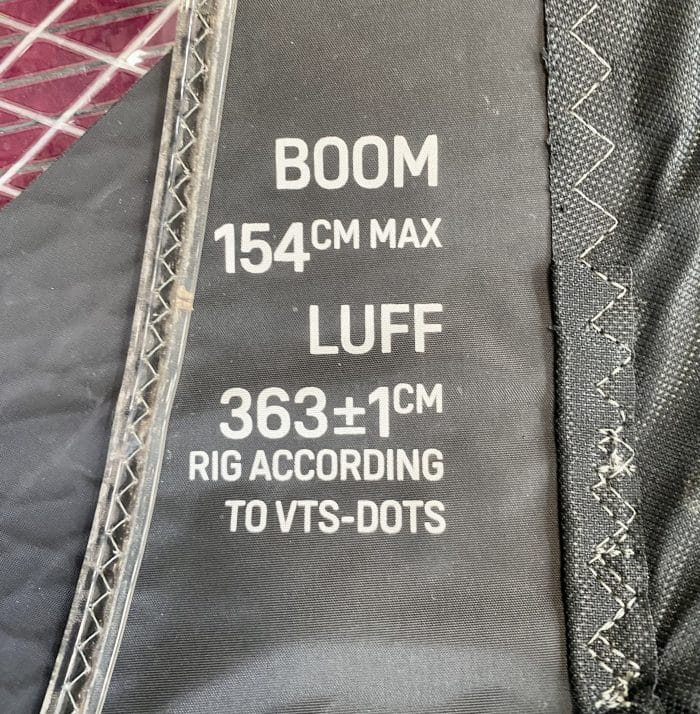 BOOM
154CM MAX
LUFF
363±1CM
RIG ACCORDING
TO VTS-DOTS